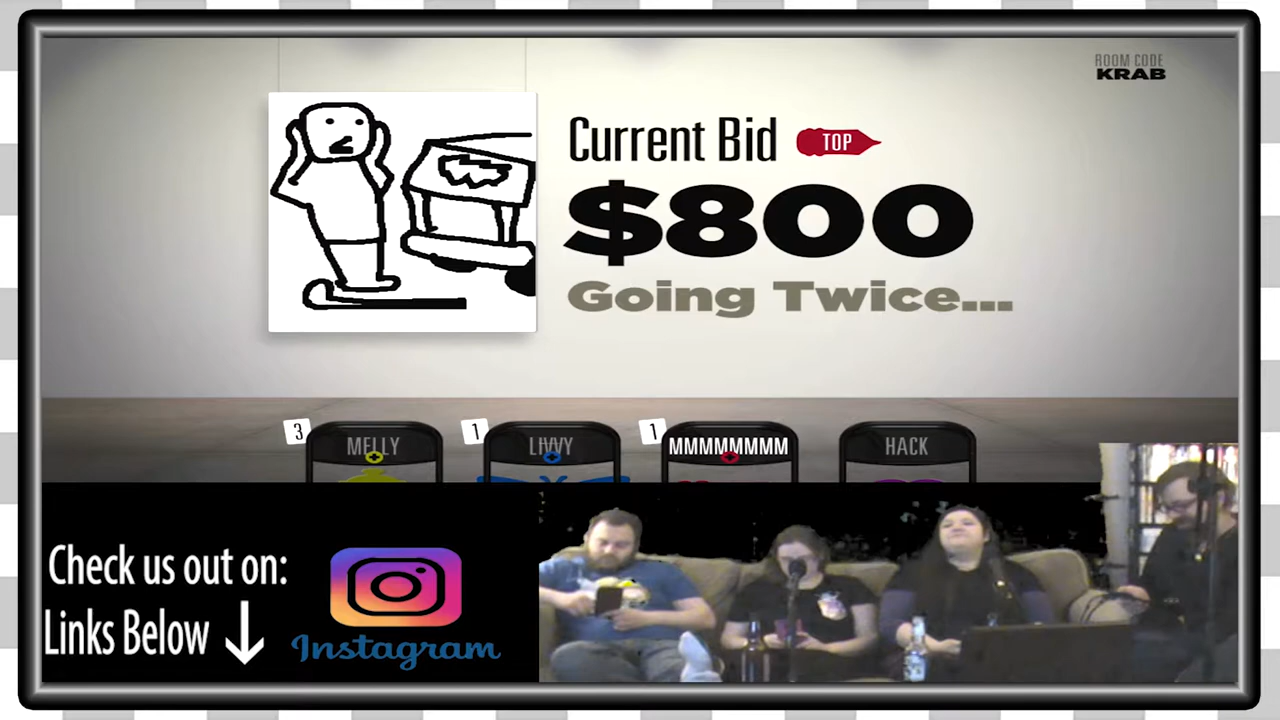 ROOM CODE
KRAB
Current Bid TOP
$800
Going Twice...
3 MELLY 1 LIVVY 1 MMMMMMMM HACK
Check us out on:
Links Below
Instagram